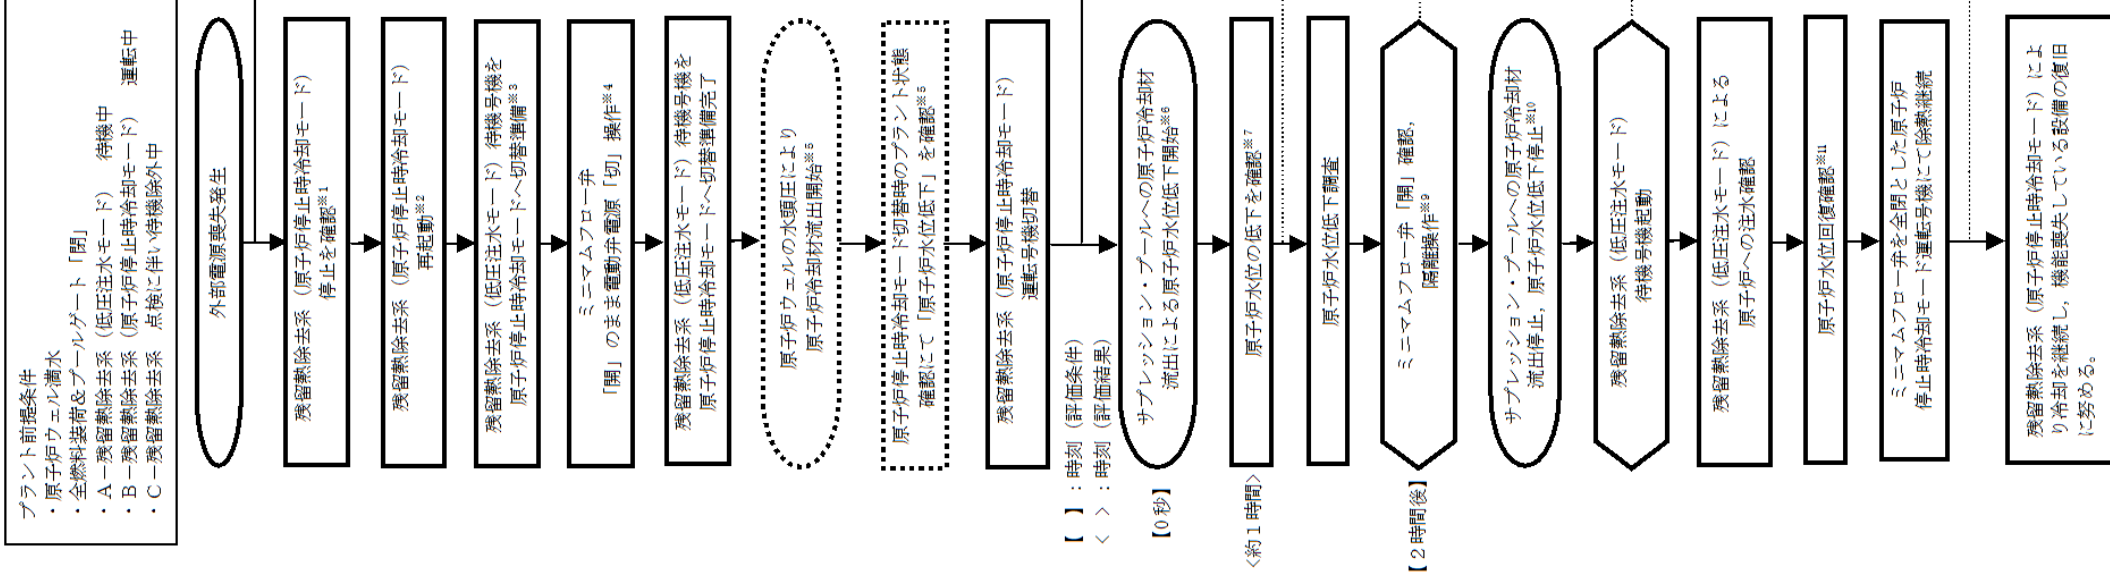 プラント前提条件
・原子炉ウェル満水
・全燃料装荷＆プールゲート「閉」
・A－残留熱除去系（低圧注水モード）　待機中
・B－残留熱除去系（原子炉停止時冷却モード）　運転中
・C－残留熱除去系　点検に伴い待機除外中
外部電源喪失発生
残留熱除去系（原子炉停止時冷却モード）
停止を確認※1
残留熱除去系（原子炉停止時冷却モード）
再起動※2
残留熱除去系（低圧注水モード）待機号機を
原子炉停止時冷却モードへ切替準備※3
ミニマムフロー弁
「開」のまま電動弁電源「切」操作※4
残留熱除去系（低圧注水モード）待機号機を
原子炉停止時冷却モードへ切替準備完了
原子炉ウェルの水頭圧により
原子炉冷却材流出開始※5
原子炉停止時冷却モード切替時のプラント状態
確認にて「原子炉水位低下」を確認※5
残留熱除去系（原子炉停止時冷却モード）
運転号機切替
【　】：時刻（評価条件）
＜　＞：時刻（評価結果）
【0秒】
サプレッション・プールへの原子炉冷却材
流出による原子炉水位低下開始※6
＜約1時間＞
原子炉水位の低下を確認※7
原子炉水位低下調査
【2時間後】
ミニマムフロー弁「開」確認，
隔離操作※9
サプレッション・プールへの原子炉冷却材
流出停止，原子炉水位低下停止※10
残留熱除去系（低圧注水モード）
待機号機起動
残留熱除去系（低圧注水モード）による
原子炉への注水確認
原子炉水位回復確認※11
ミニマムフロー弁を全閉とした原子炉
停止時冷却モード運転号機にて除熱継続
残留熱除去系（原子炉停止時冷却モード）によ
り冷却を継続し，機能喪失している設備の復旧
に努める。